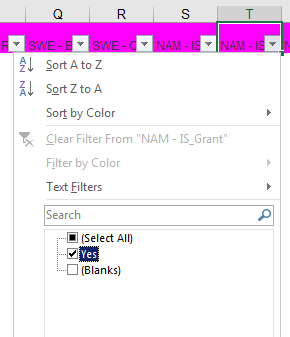 Q R S T
SWE - SWE - NAM - IS NAM - IS
Sort A to Z
Sort Z to A
Sort by Color
Clear Filter From "NAM - IS_Grant"
Filter by Color
Text Filters
Search
(Select All)
Yes
(Blanks)